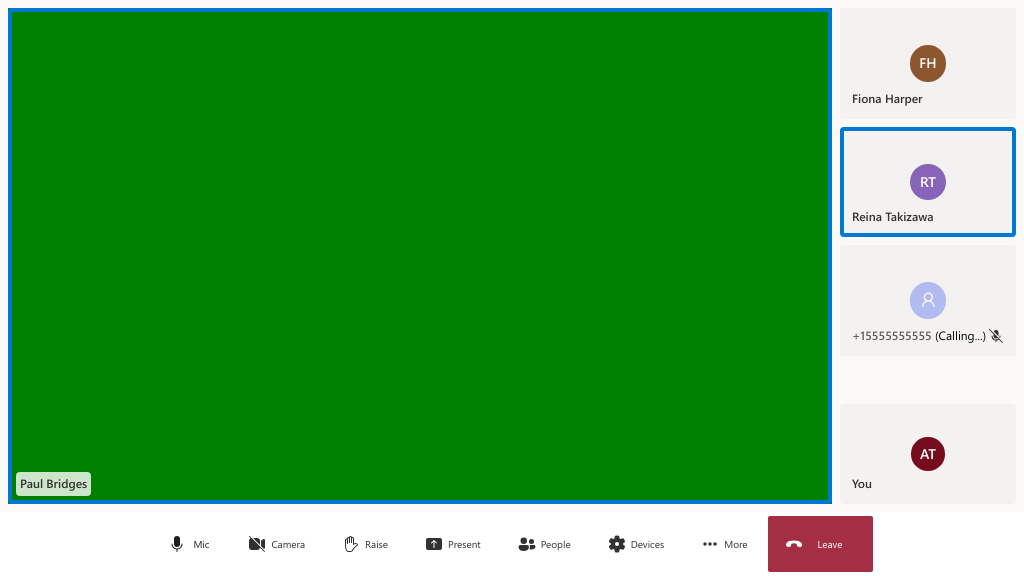 FH
Fiona Harper
RT
Reina Takizawa
+15555555555 (Calling...)
AT
You
Paul Bridges
Mic
Camera
Raise
Present
People
Devices
More
Leave